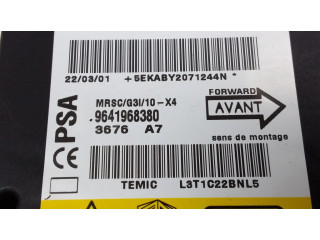 22/03/01 +5EKABY2071244N*
PSA
MRSC/G3I/10-X4
.9641968380
3676 A7
FORWARD
AVANT
sens de montage
CE
TEMIC L3T1C22BNL5